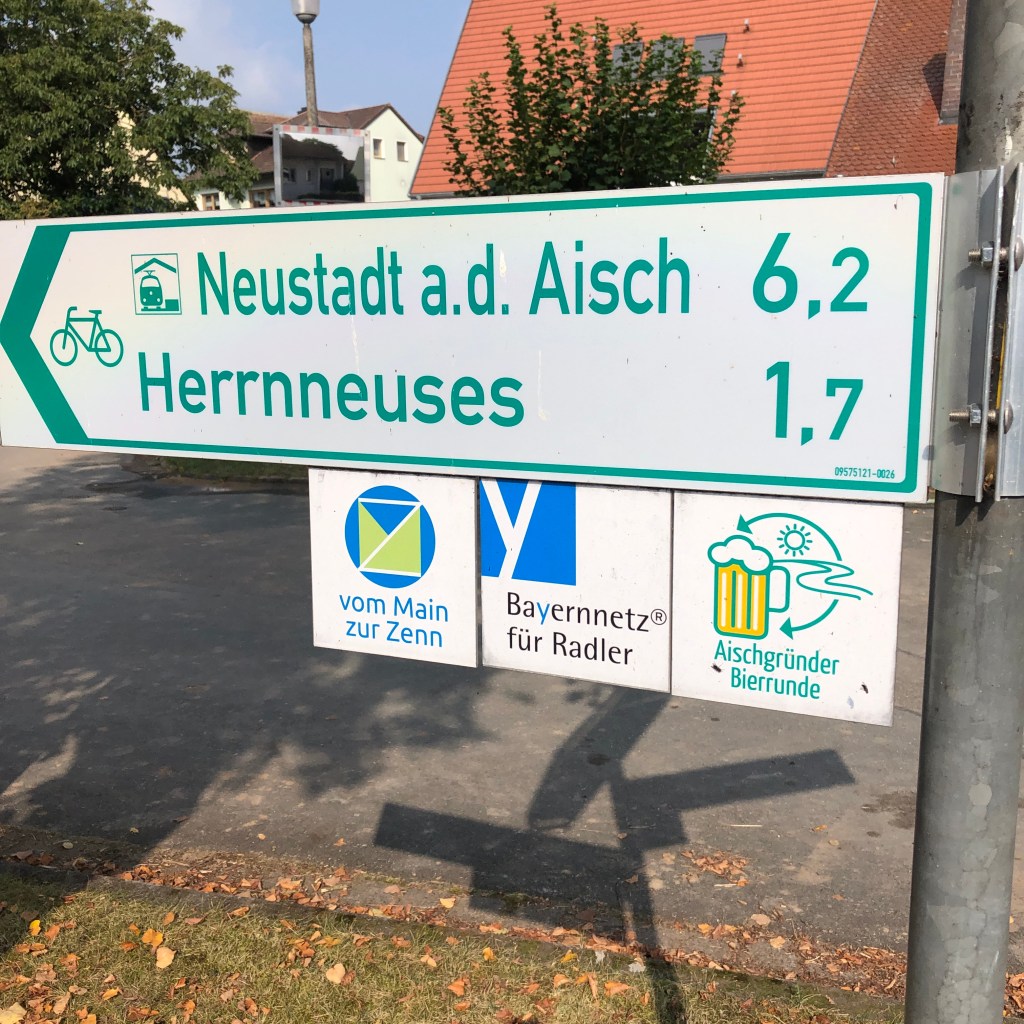 Neustadt a.d. Aisch 6,2
Herrnneuses 1,7
09575121-0026
vom Main
zur Zenn
y
Bayernnetz®
für Radler
Aischgründer
Bierrunde